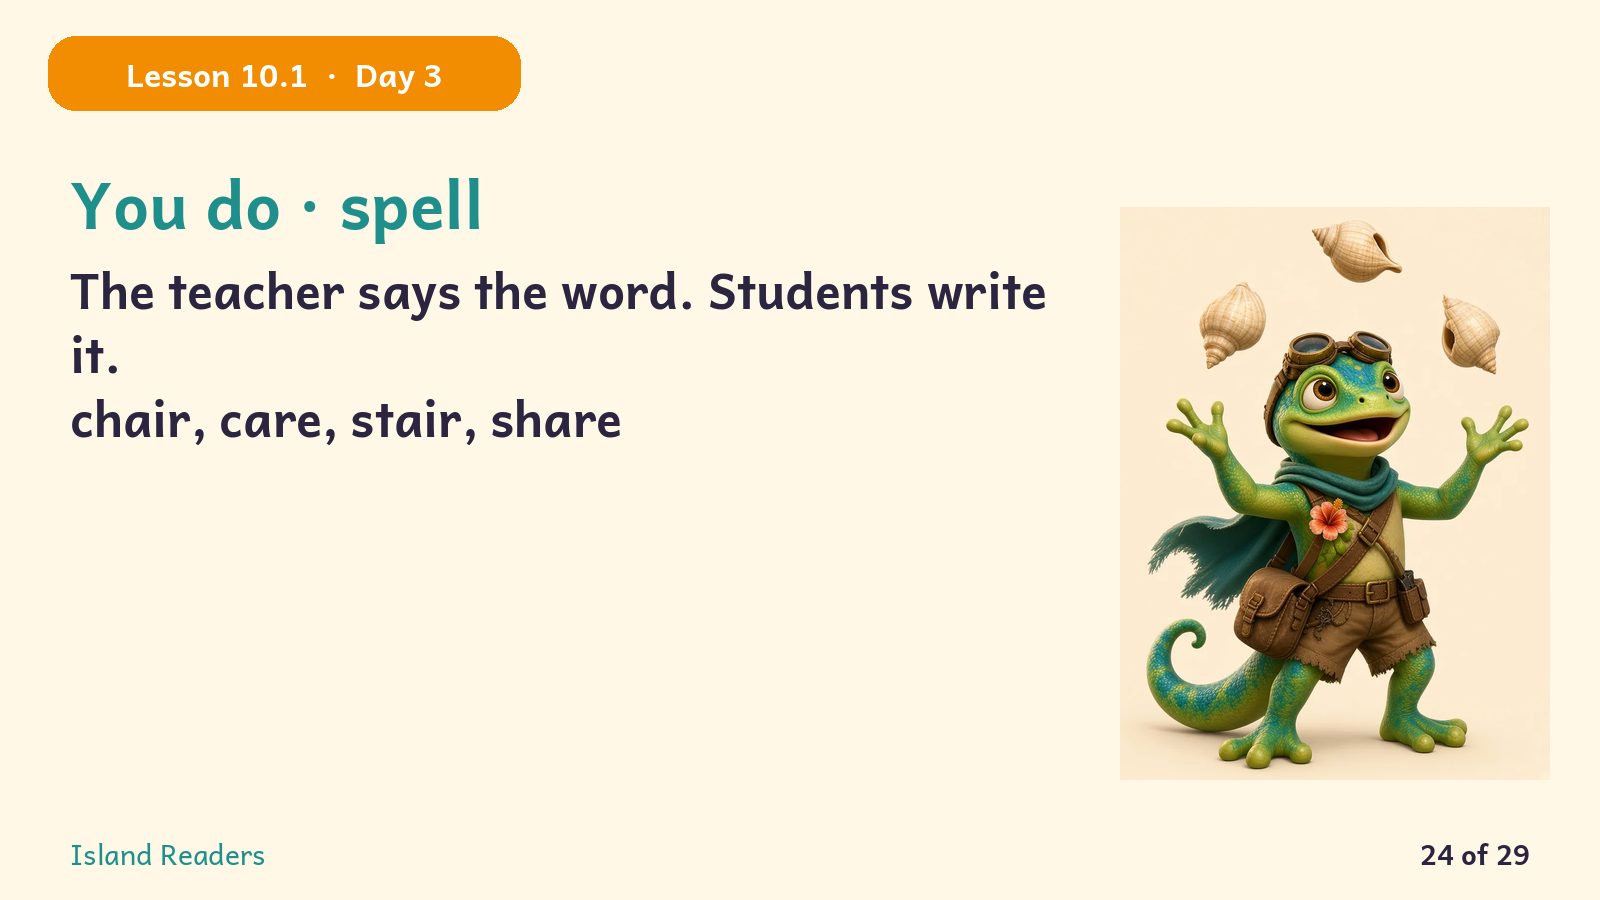 Lesson 10.1 · Day 3
You do · spell
The teacher says the word. Students write
it.
chair, care, stair, share
Island Readers
24 of 29